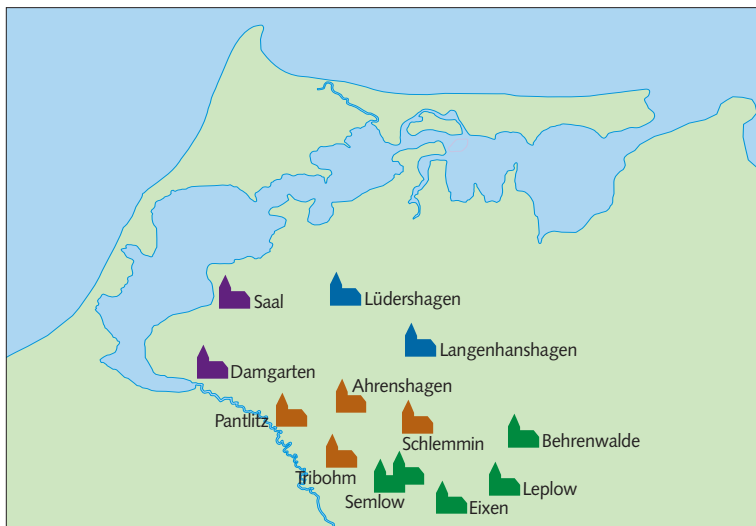 Saal
Lüdershagen
Langenhanshagen
Damgarten
Ahrenshagen
Pantlitz
Schlemmin
Behrenwalde
Tribohm
Semlow
Leplow
Eixen